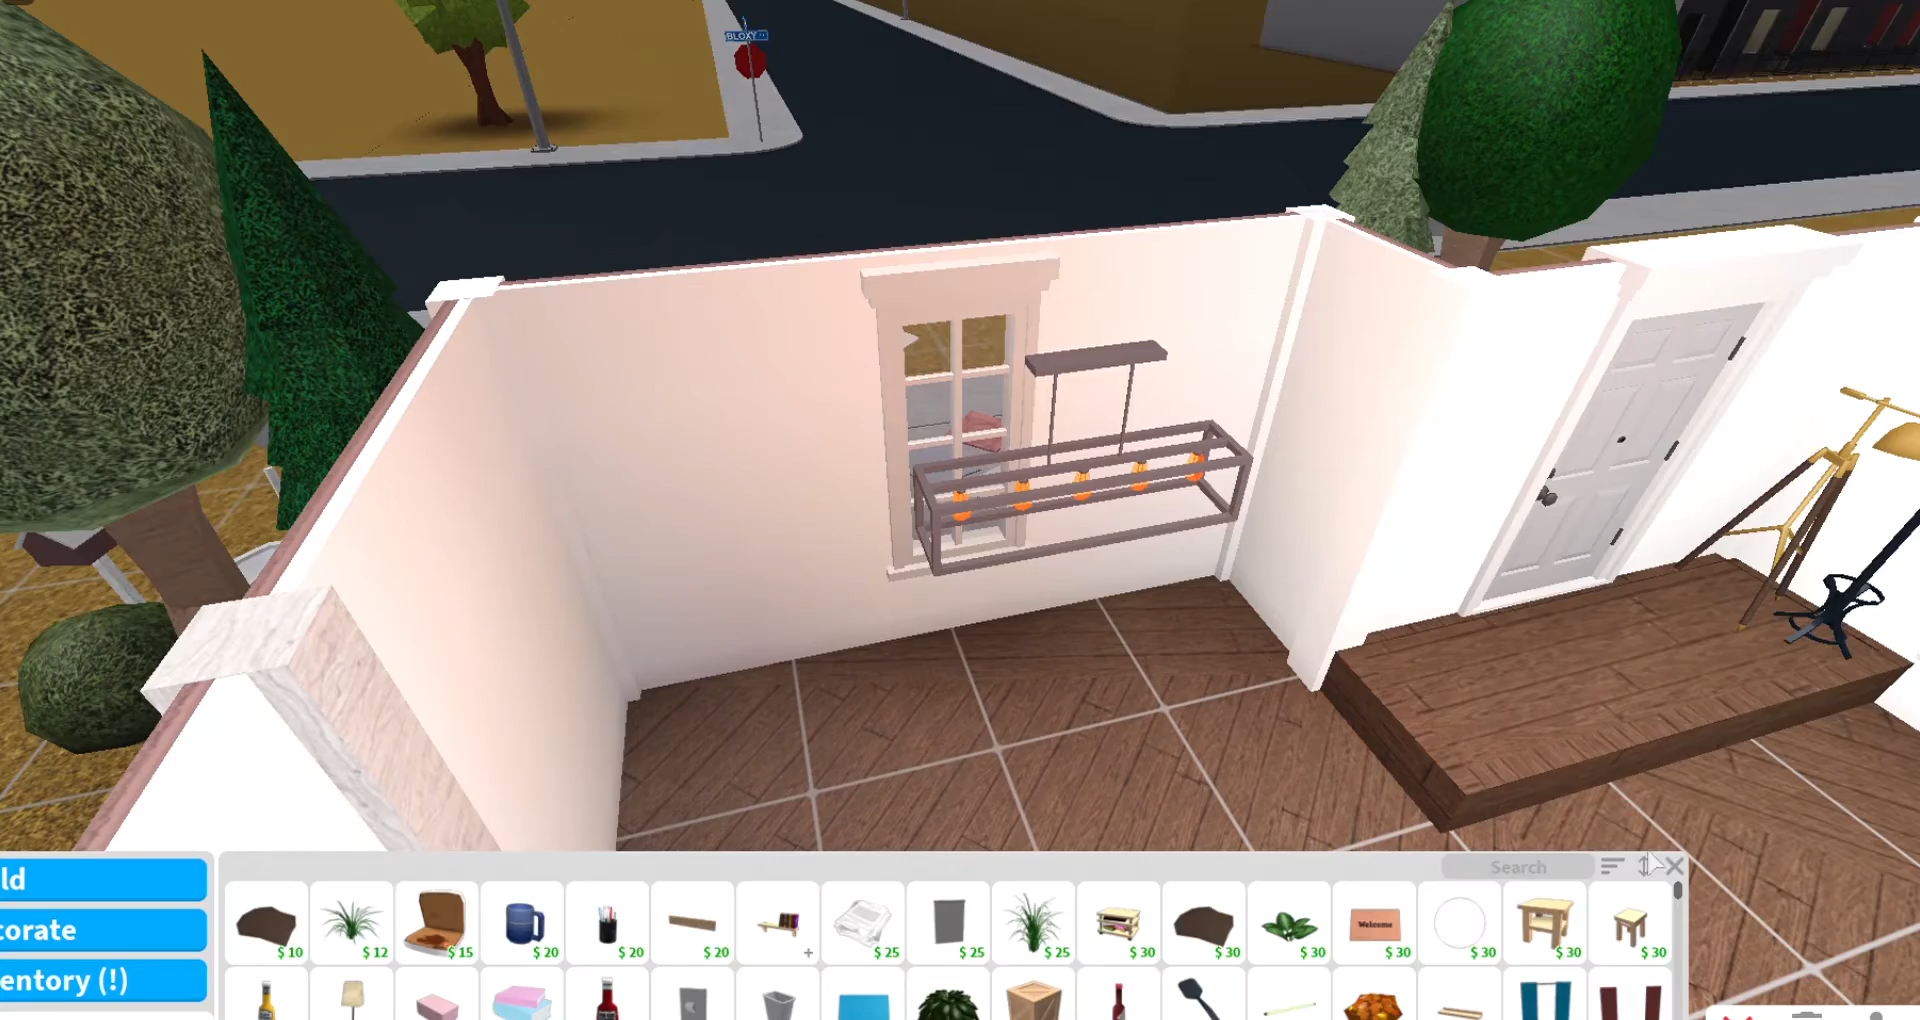 BLOXY
Search
ld
corate
entory (!)
$ 10
$ 12
$ 15
$ 20
$ 20
$ 20
+
$ 25
$ 25
$ 25
$ 30
$ 30
$ 30
Welcome
$ 30
$ 30
$ 30
$ 30